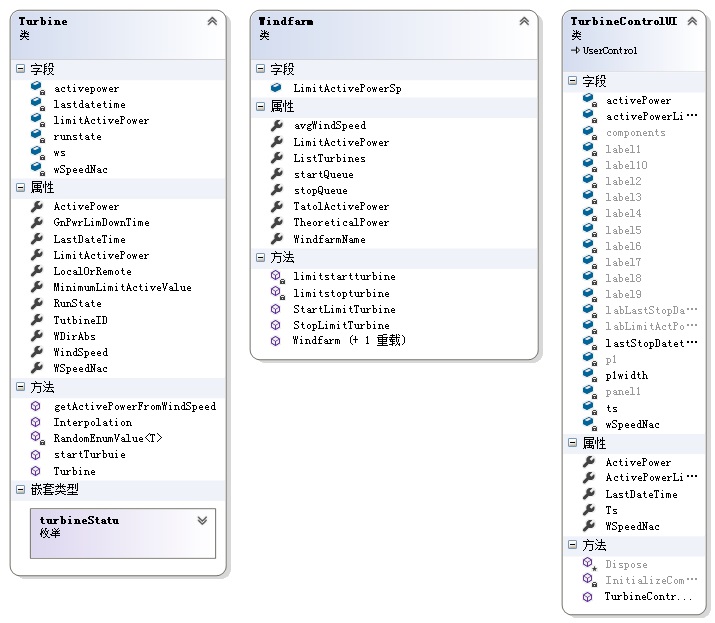 Turbine
类
字段
activepower
lastdatetime
limitActivePower
runstate
ws
wSpeedNac
属性
ActivePower
GnPwrLimDownTime
LastDateTime
LimitActivePower
LocalOrRemote
MinimumLimitActiveValue
RunState
TutbineID
WDirAbs
WindSpeed
WSpeedNac
方法
getActivePowerFromWindSpeed
Interpolation
RandomEnumValue<T>
startTurbuie
Turbine
嵌套类型
turbineStatu
枚举
Windfarm
类
字段
LimitActivePowerSp
属性
avgWindSpeed
LimitActivePower
ListTurbines
startQueue
stopQueue
TatolActivePower
TheoreticalPower
WindfarmName
方法
limitstartturbine
limitstopturbine
StartLimitTurbine
StopLimitTurbine
Windfarm (+ 1 重载)
TurbineControlUI
类
UserControl
字段
activePower
activePowerLi...
components
label1
label10
label2
label3
label4
label5
label6
label7
label8
label9
labLastStopDa...
labLimitActPo...
lastStopDatet...
p1
p1width
panel1
ts
wSpeedNac
属性
ActivePower
ActivePowerLi...
LastDateTime
Ts
WSpeedNac
方法
Dispose
InitializeCom...
TurbineContr...